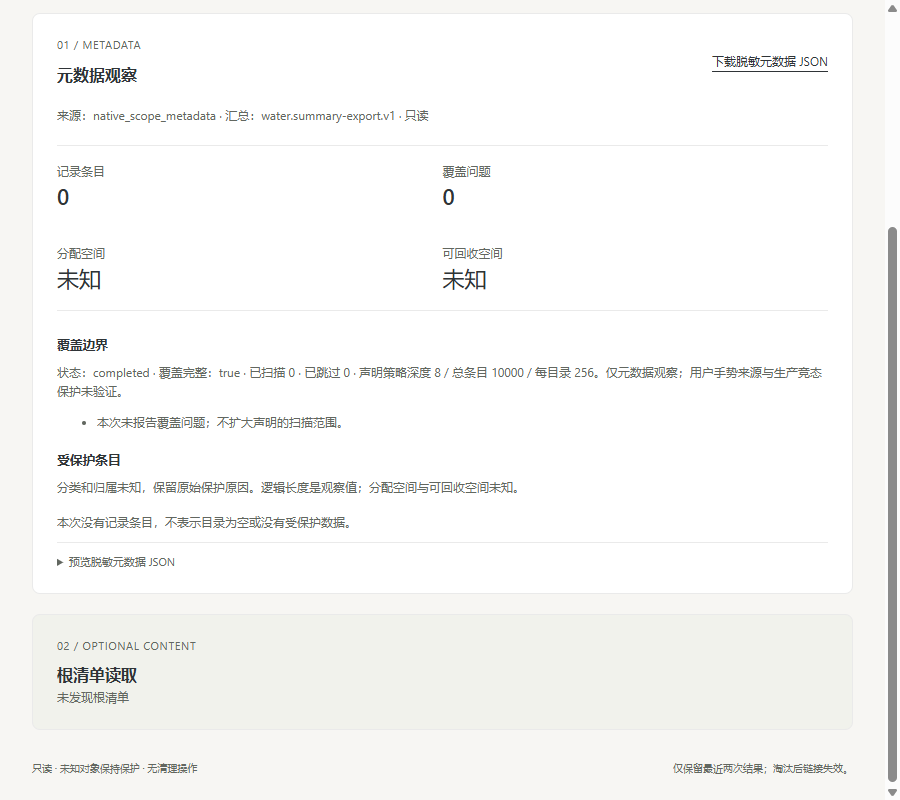 01 / METADATA
元数据观察
下载脱敏元数据 JSON
来源：native_scope_metadata · 汇总：water.summary-export.v1 · 只读
记录条目
0
覆盖问题
0
分配空间
未知
可回收空间
未知
覆盖边界
状态：completed · 覆盖完整：true · 已扫描 0 · 已跳过 0 · 声明策略深度 8 / 总条目 10000 / 每目录 256。仅元数据观察；用户手势来源与生产竞态
保护未验证。
• 本次未报告覆盖问题；不扩大声明的扫描范围。
受保护条目
分类和归属未知，保留原始保护原因。逻辑长度是观察值；分配空间与可回收空间未知。
本次没有记录条目，不表示目录为空或没有受保护数据。
▶ 预览脱敏元数据 JSON
02 / OPTIONAL CONTENT
根清单读取
未发现根清单
只读 · 未知对象保持保护 · 无清理操作
仅保留最近两次结果；淘汰后链接失效。